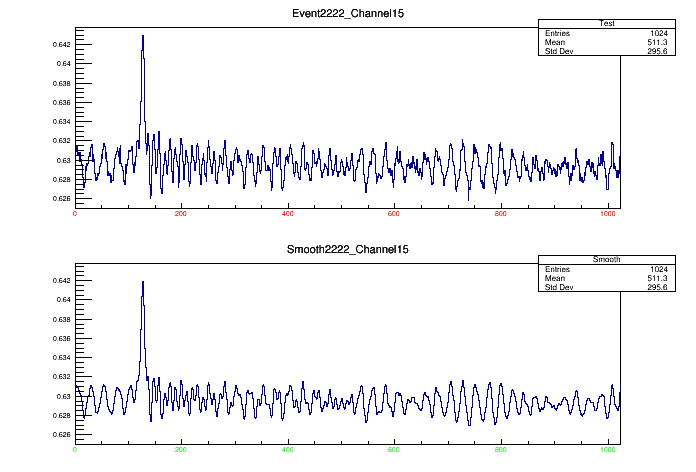 Event2222_Channel15
Test
Entries 1024
Mean 511.3
Std Dev 295.6
0.642
0.64
0.638
0.636
0.634
0.632
0.63
0.628
0.626
0 200 400 600 800 1000
Smooth2222_Channel15
Smooth
Entries 1024
Mean 511.3
Std Dev 295.6
0.642
0.64
0.638
0.636
0.634
0.632
0.63
0.628
0.626
0 200 400 600 800 1000